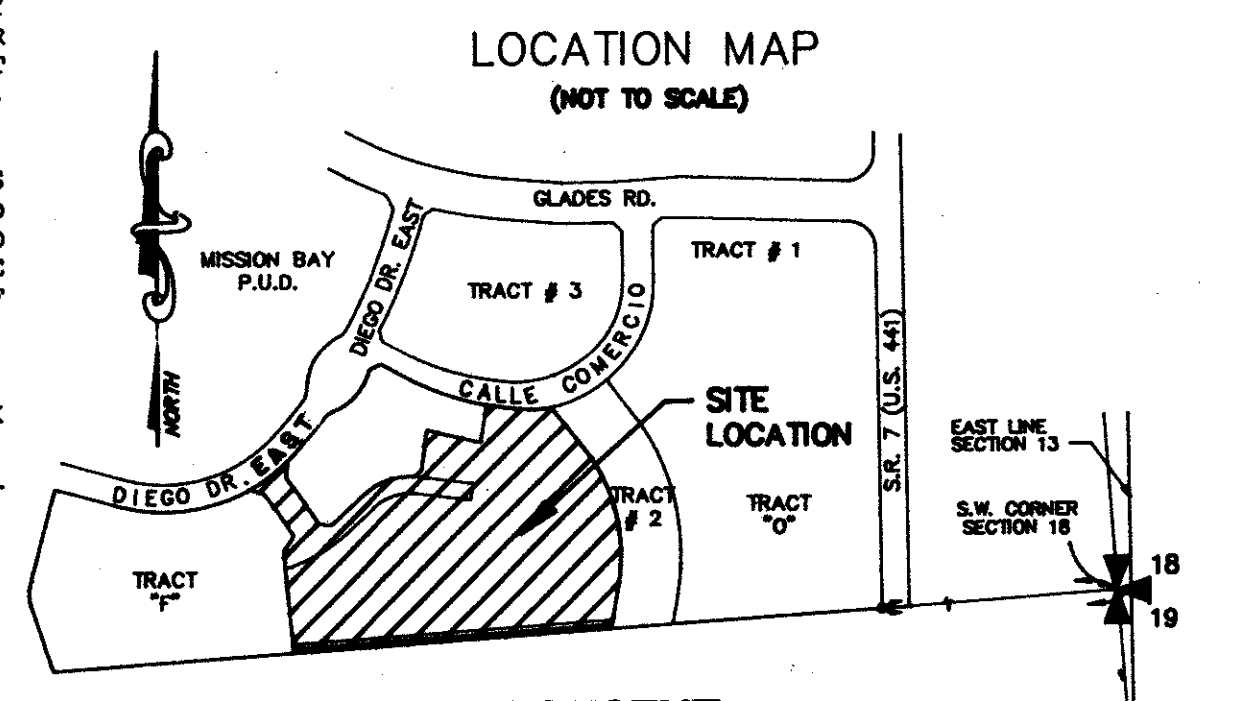 LOCATION MAP
(NOT TO SCALE)
GLADES RD.
DIEGO DR. EAST
MISSION BAY
P.U.D.
TRACT # 3
TRACT # 1
CALLE COMERCIO
NORTH
SITE
LOCATION
S.R. 7 (U.S. 441)
EAST LINE
SECTION 13
DIEGO DR. EAST
TRACT
# 2
TRACT
"O"
S.W. CORNER
SECTION 18
TRACT
"F"
18
19